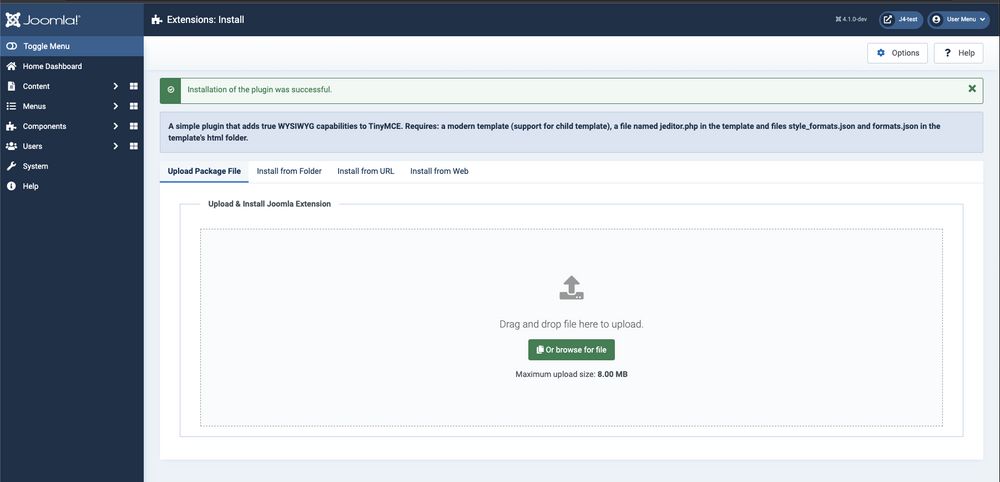 Joomla!
Extensions: Install
4.1.0-dev
J4-test
User Menu
Toggle Menu
Home Dashboard
Content
Menus
Components
Users
System
Help
Options
? Help
Installation of the plugin was successful.
A simple plugin that adds true WYSIWYG capabilities to TinyMCE. Requires: a modern template (support for child template), a file named jeditor.php in the template and files style_formats.json and formats.json in the
template's html folder.
Upload Package File
Install from Folder
Install from URL
Install from Web
Upload & Install Joomla Extension
Drag and drop file here to upload.
Or browse for file
Maximum upload size: 8.00 MB